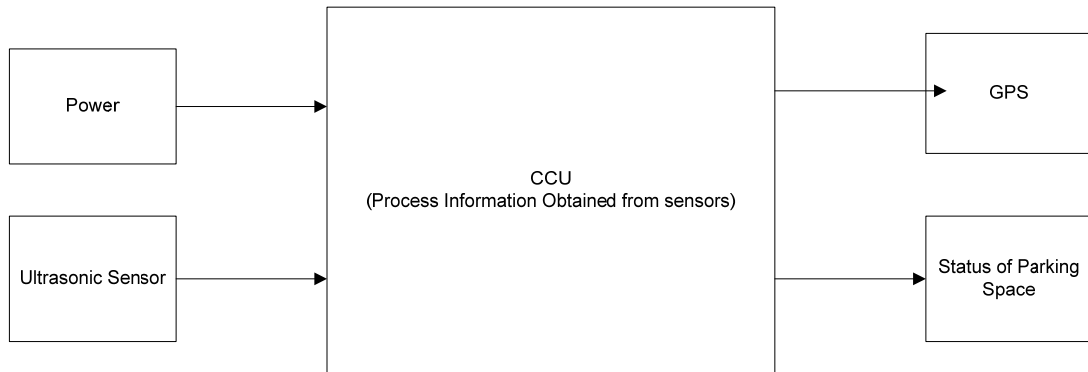 Power
Ultrasonic Sensor
CCU
(Process Information Obtained from sensors)
GPS
Status of Parking
Space